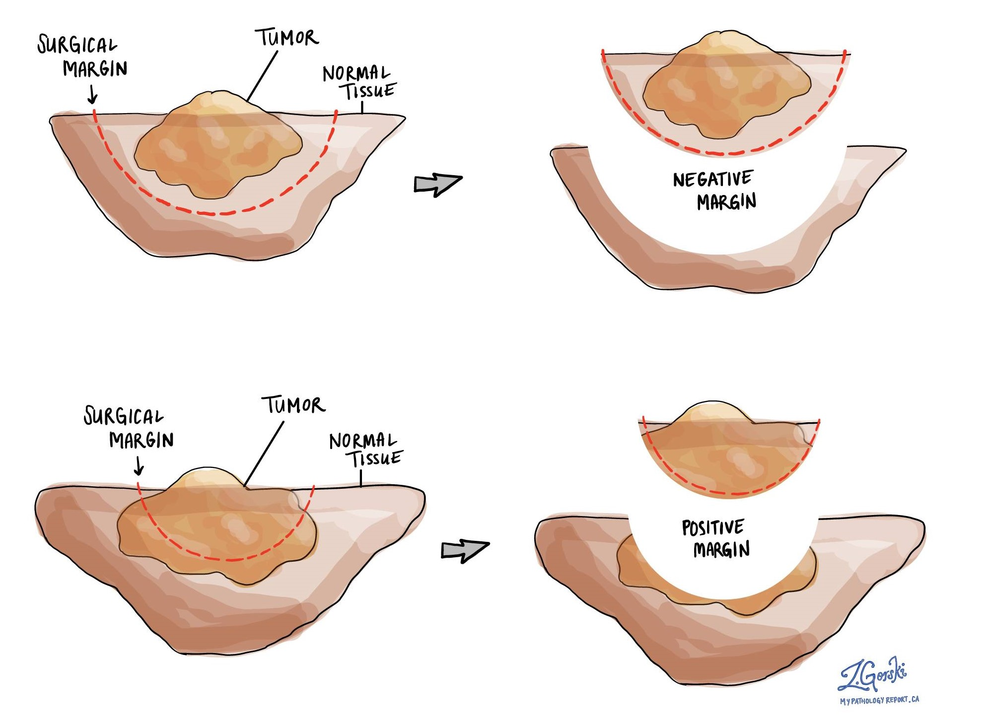 SURGICAL
MARGIN
TUMOR
NORMAL
TISSUE
NEGATIVE
MARGIN
SURGICAL
MARGIN
TUMOR
NORMAL
TISSUE
POSITIVE
MARGIN
Z.Gorski
MYPATHOLOGYREPORT.CA